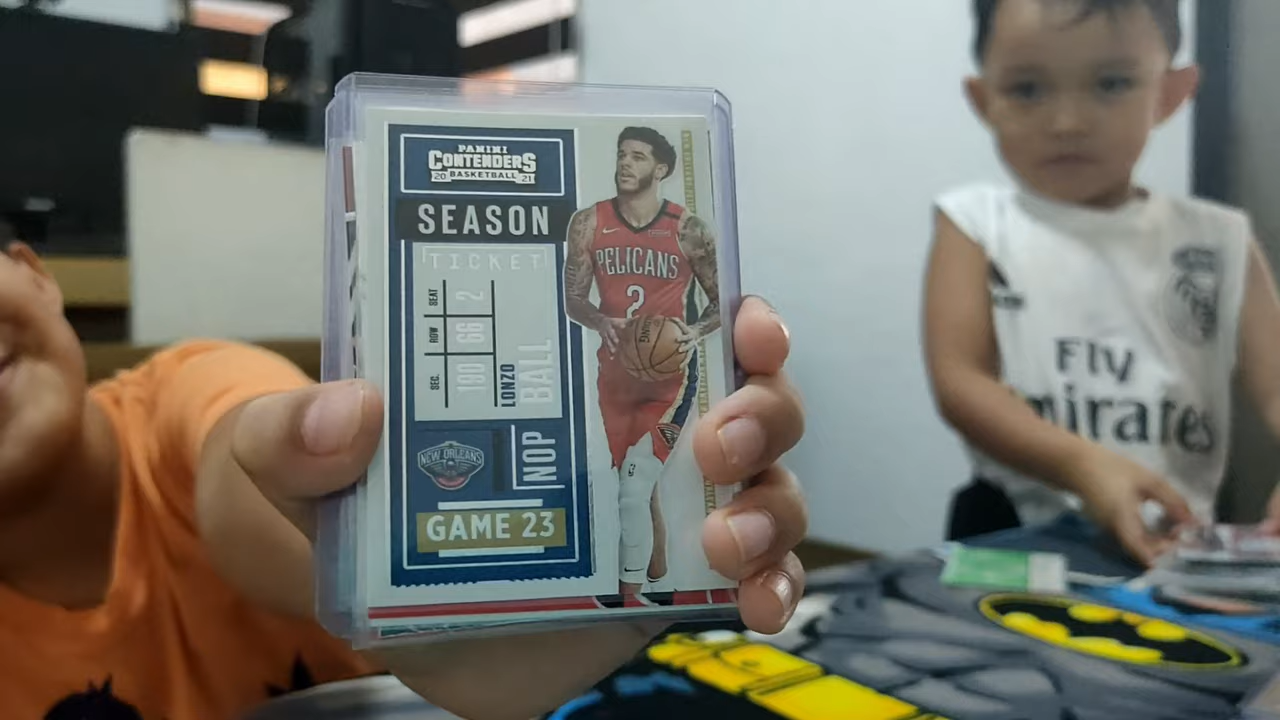 PANINI
CONTENDERS
20 BASKETBALL 21
SEASON
TICKET
SEAT 2
ROW 66
SEC. 100
LONZO
BALL
NEW ORLEANS
NOP
GAME 23
PELICANS
2
Fly
Emirates